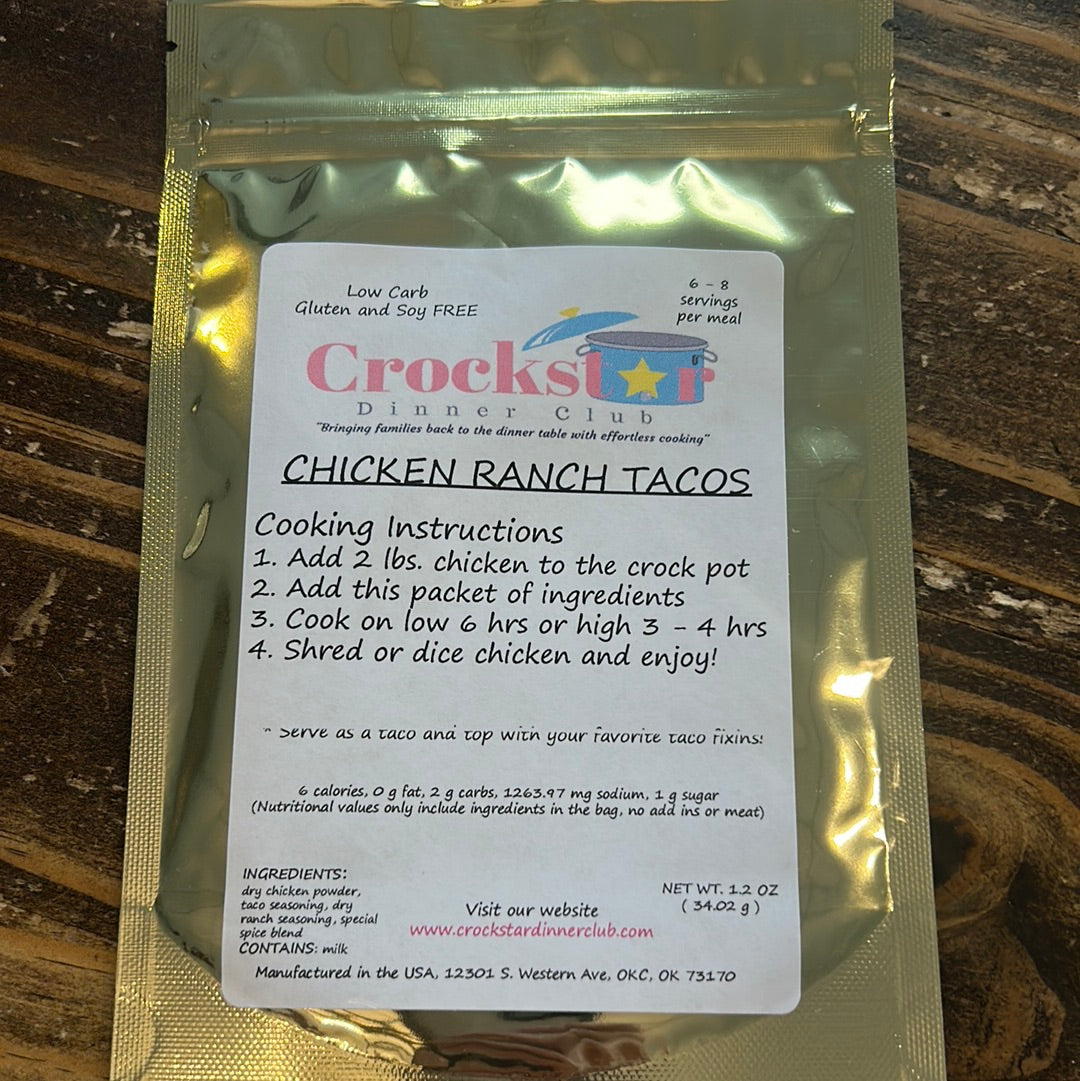 Low Carb
Gluten and Soy FREE
6 - 8
servings
per meal
Crockstar
Dinner Club
"Bringing families back to the dinner table with effortless cooking"
CHICKEN RANCH TACOS
Cooking Instructions
1. Add 2 lbs. chicken to the crock pot
2. Add this packet of ingredients
3. Cook on low 6 hrs or high 3 - 4 hrs
4. Shred or dice chicken and enjoy!
" Serve as a taco and top with your favorite taco fixins!
6 calories, 0 g fat, 2 g carbs, 1263.97 mg sodium, 1 g sugar
(Nutritional values only include ingredients in the bag, no add ins or meat)
INGREDIENTS:
dry chicken powder,
taco seasoning, dry
ranch seasoning, special
spice blend
CONTAINS: milk
Visit our website
www.crockstardinnerclub.com
NET WT. 1.2 OZ
( 34.02 g )
Manufactured in the USA, 12301 S. Western Ave, OKC, OK 73170